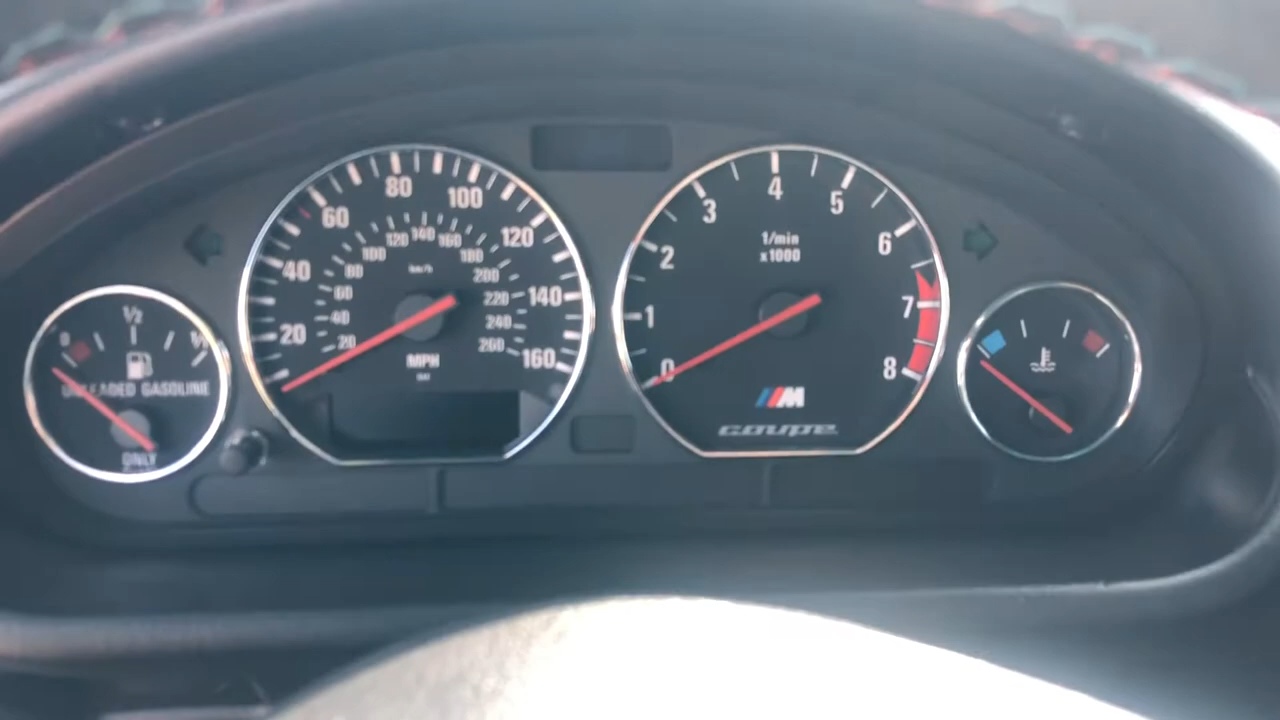 0 1/2 1/1
UNLEADED GASOLINE
ONLY
20 40 60 80 100 120 140 160
20 40 60 80 100 120 140 160 180 200 220 240 260
km/h
MPH
0 1 2 3 4 5 6 7 8
1/min
x1000
M
coupe